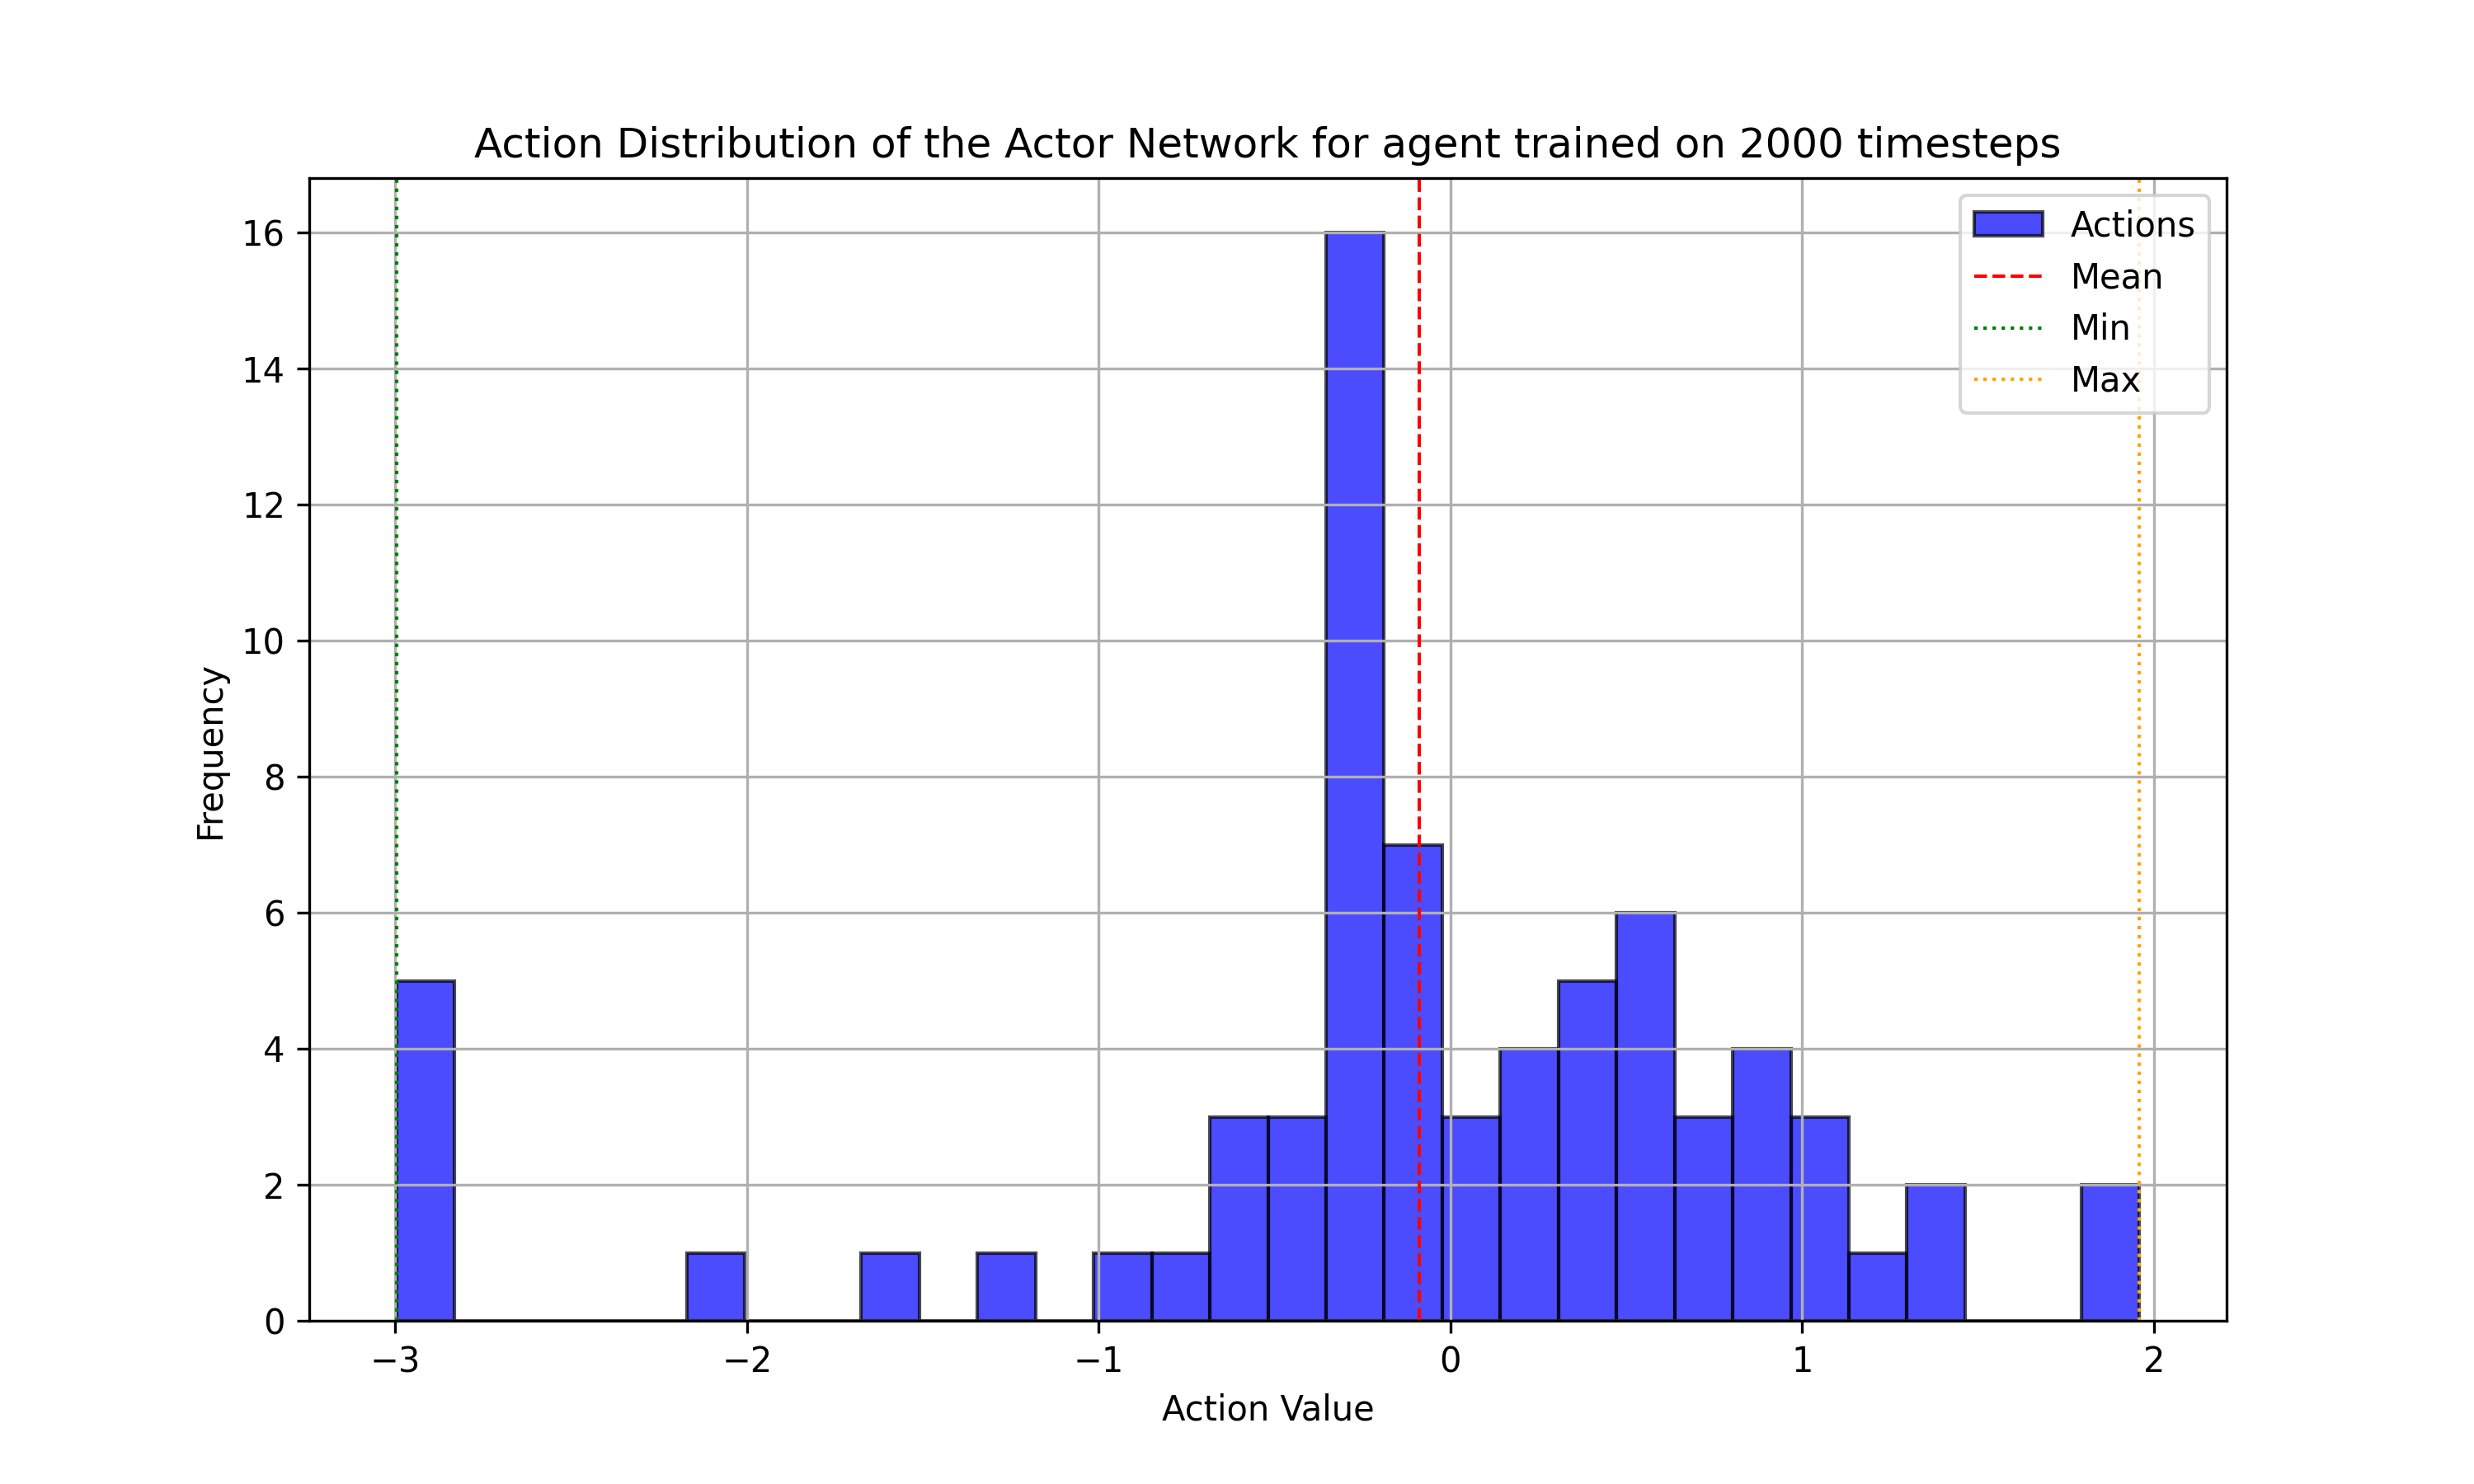 Action Distribution of the Actor Network for agent trained on 2000 timesteps
Actions
Mean
Min
Max
16
14
12
10
8
6
4
2
0
Frequency
−3
−2
−1
0
1
2
Action Value